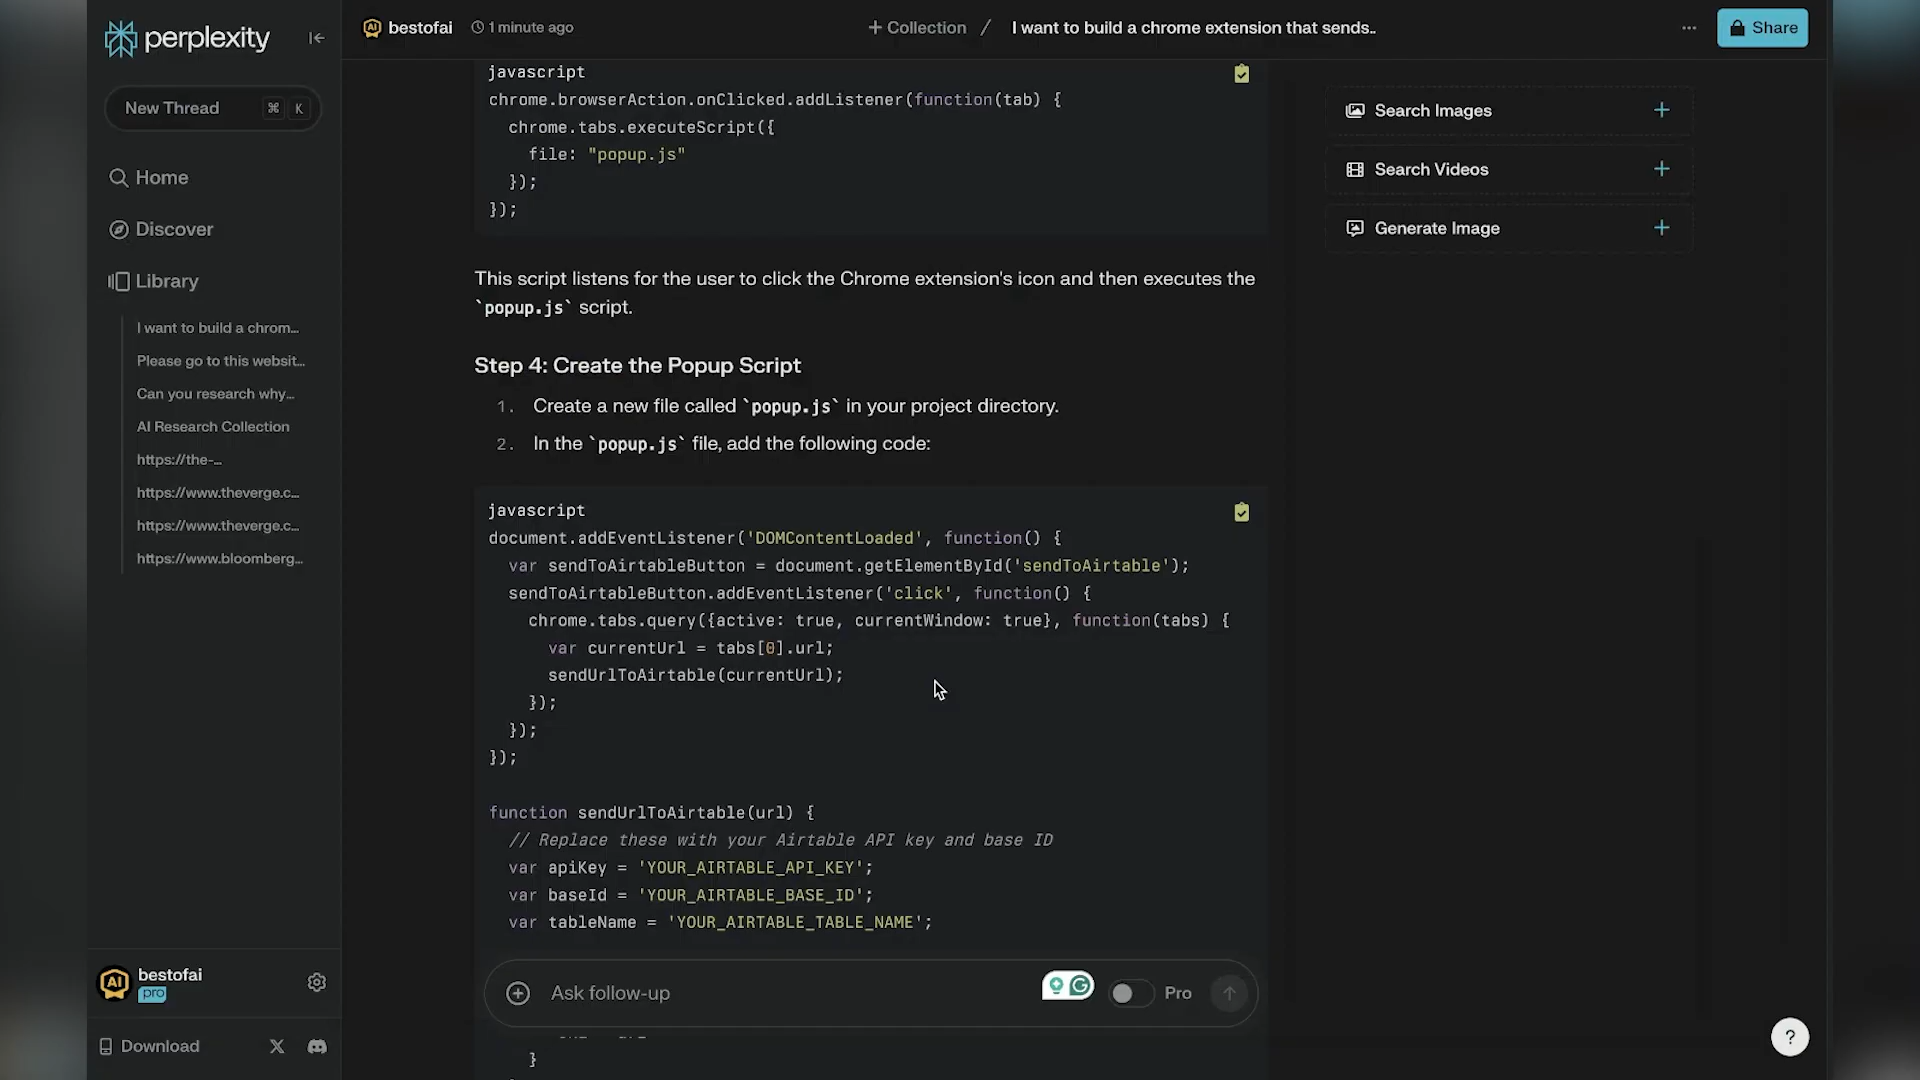 perplexity
New Thread ⌘ K
Home
Discover
Library
I want to build a chrom...
Please go to this websit...
Can you research why...
AI Research Collection
https://the-...
https://www.theverge.c...
https://www.theverge.c...
https://www.bloomberg...
AI
bestofai
pro
Download
bestofai 1 minute ago
+ Collection / I want to build a chrome extension that sends..
Share
javascript
chrome.browserAction.onClicked.addListener(function(tab) {
chrome.tabs.executeScript({
file: "popup.js"
});
});
This script listens for the user to click the Chrome extension's icon and then executes the
`popup.js` script.
Step 4: Create the Popup Script
1. Create a new file called `popup.js` in your project directory.
2. In the `popup.js` file, add the following code:
javascript
document.addEventListener('DOMContentLoaded', function() {
var sendToAirtableButton = document.getElementById('sendToAirtable');
sendToAirtableButton.addEventListener('click', function() {
chrome.tabs.query({active: true, currentWindow: true}, function(tabs) {
var currentUrl = tabs[0].url;
sendUrlToAirtable(currentUrl);
});
});
});
function sendUrlToAirtable(url) {
// Replace these with your Airtable API key and base ID
var apiKey = 'YOUR_AIRTABLE_API_KEY';
var baseId = 'YOUR_AIRTABLE_BASE_ID';
var tableName = 'YOUR_AIRTABLE_TABLE_NAME';
Ask follow-up
Pro
}
Search Images
Search Videos
Generate Image
?